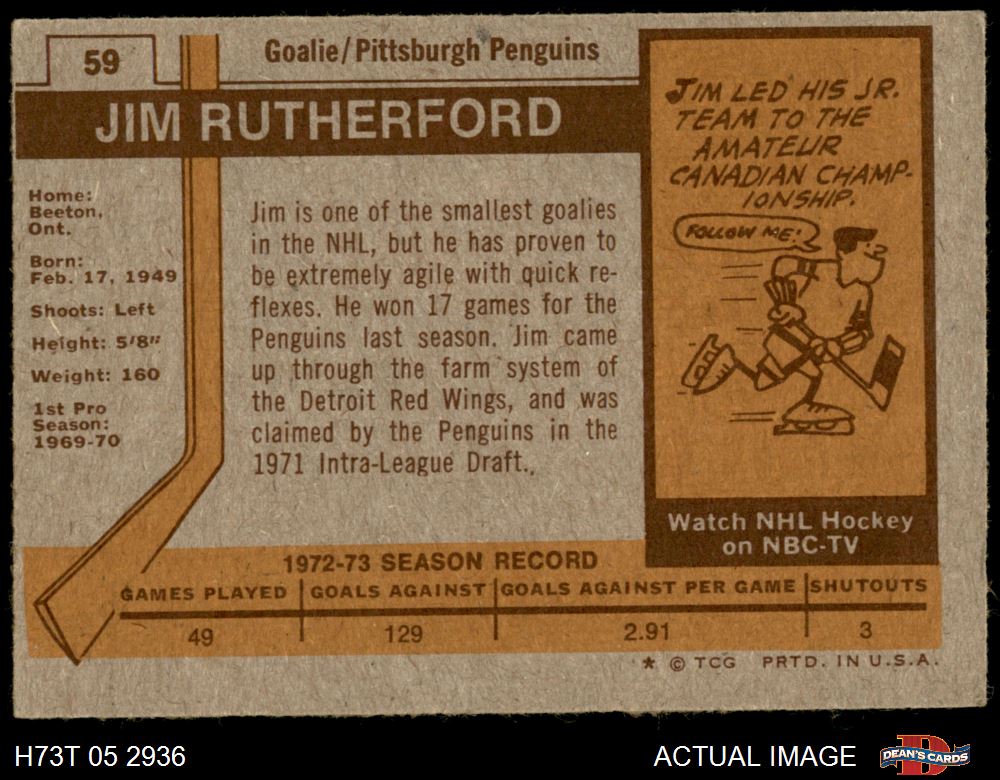 59
Goalie/Pittsburgh Penguins
JIM RUTHERFORD
Home:
Beeton,
Ont.
Born:
Feb. 17, 1949
Shoots: Left
Height: 5'8"
Weight: 160
1st Pro
Season:
1969-70
Jim is one of the smallest goalies
in the NHL, but he has proven to
be extremely agile with quick re-
flexes. He won 17 games for the
Penguins last season. Jim came
up through the farm system of
the Detroit Red Wings, and was
claimed by the Penguins in the
1971 Intra-League Draft.
JIM LED HIS JR.
TEAM TO THE
AMATEUR
CANADIAN CHAMP-
IONSHIP.
FOLLOW ME!
Watch NHL Hockey
on NBC-TV
1972-73 SEASON RECORD
GAMES PLAYED GOALS AGAINST GOALS AGAINST PER GAME SHUTOUTS
49 129 2.91 3
* © TCG PRTD. IN U.S.A.
H73T 05 2936
ACTUAL IMAGE
D
DEAN'S CARDS